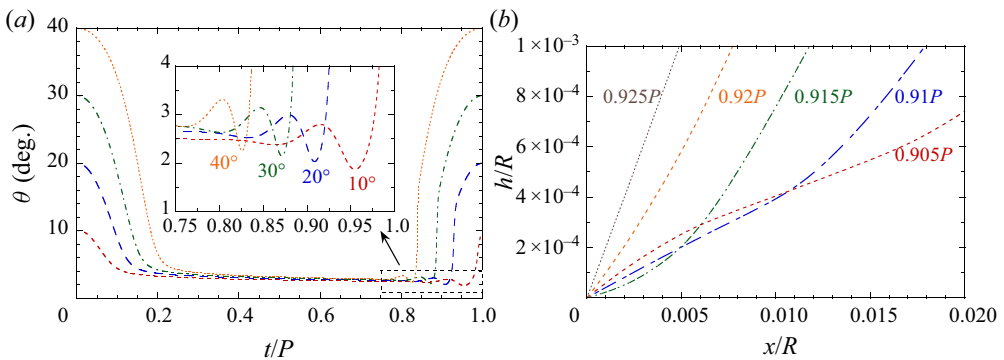 (a)
40
30
20
10
0
θ (deg.)
4
3
2
1
0.75 0.80 0.85 0.90 0.95 1.0
40° 30° 20° 10°
0.2 0.4 0.6 0.8 1.0
t/P
(b)
1 ×10⁻³
8 ×10⁻⁴
6 ×10⁻⁴
4 ×10⁻⁴
2 ×10⁻⁴
h/R
0.925P 0.92P 0.915P 0.91P
0.905P
0 0.005 0.010 0.015 0.020
x/R